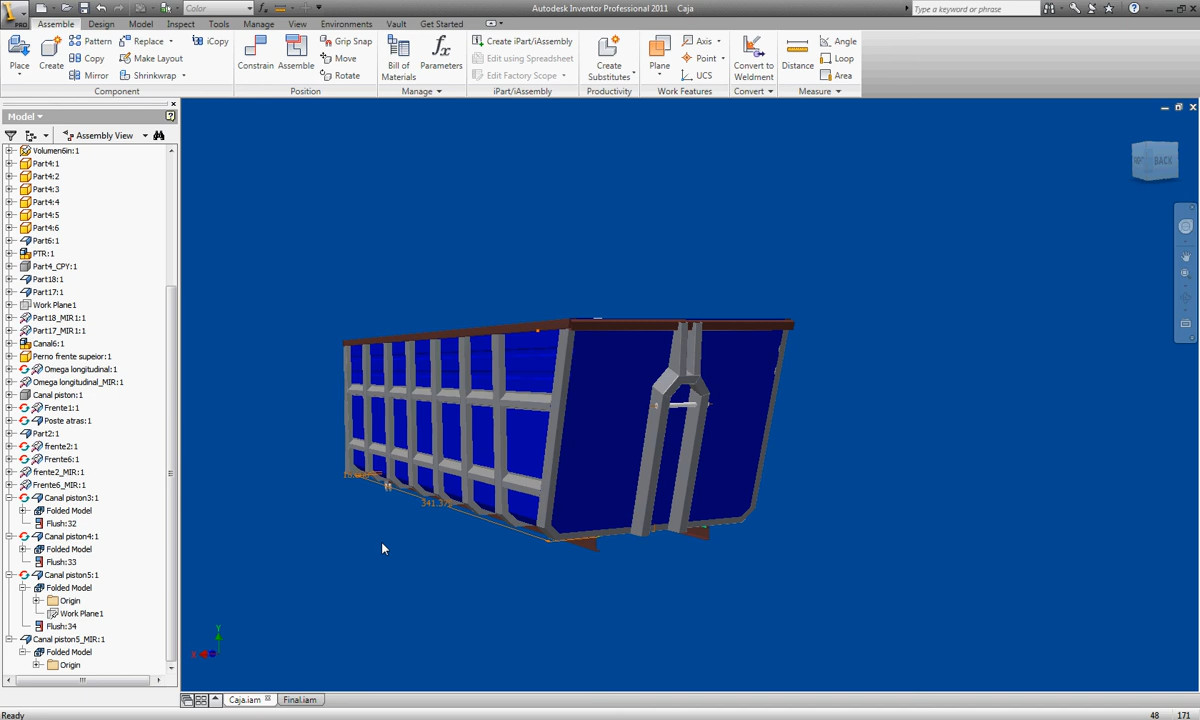 PRO
Color
Autodesk Inventor Professional 2011   Caja
Type a keyword or phrase
Assemble Design Model Inspect Tools Manage View Environments Vault Get Started
Place Create Pattern Copy Mirror Replace Make Layout Shrinkwrap iCopy
Constrain Assemble Grip Snap Move Rotate
Bill of Materials Parameters
Create iPart/iAssembly Edit using Spreadsheet Edit Factory Scope
Create Substitutes
Plane Axis Point UCS
Convert to Weldment
Distance Angle Loop Area
Component Position Manage iPart/iAssembly Productivity Work Features Convert Measure
Model
Assembly View
Volumen6in:1
Part4:1
Part4:2
Part4:3
Part4:4
Part4:5
Part4:6
Part6:1
PTR:1
Part4_CPY:1
Part18:1
Part17:1
Work Plane1
Part18_MIR1:1
Part17_MIR1:1
Canal6:1
Perno frente supeior:1
Omega longitudinal:1
Omega longitudinal_MIR:1
Canal piston:1
Frente1:1
Poste atras:1
Part2:1
frente2:1
Frente6:1
frente2_MIR:1
Frente6_MIR:1
Canal piston3:1
Folded Model
Flush:32
Canal piston4:1
Folded Model
Flush:33
Canal piston5:1
Folded Model
Origin
Work Plane1
Flush:34
Canal piston5_MIR:1
Folded Model
Origin
BACK
Y
X
Caja.iam
Final.iam
Ready
48 171